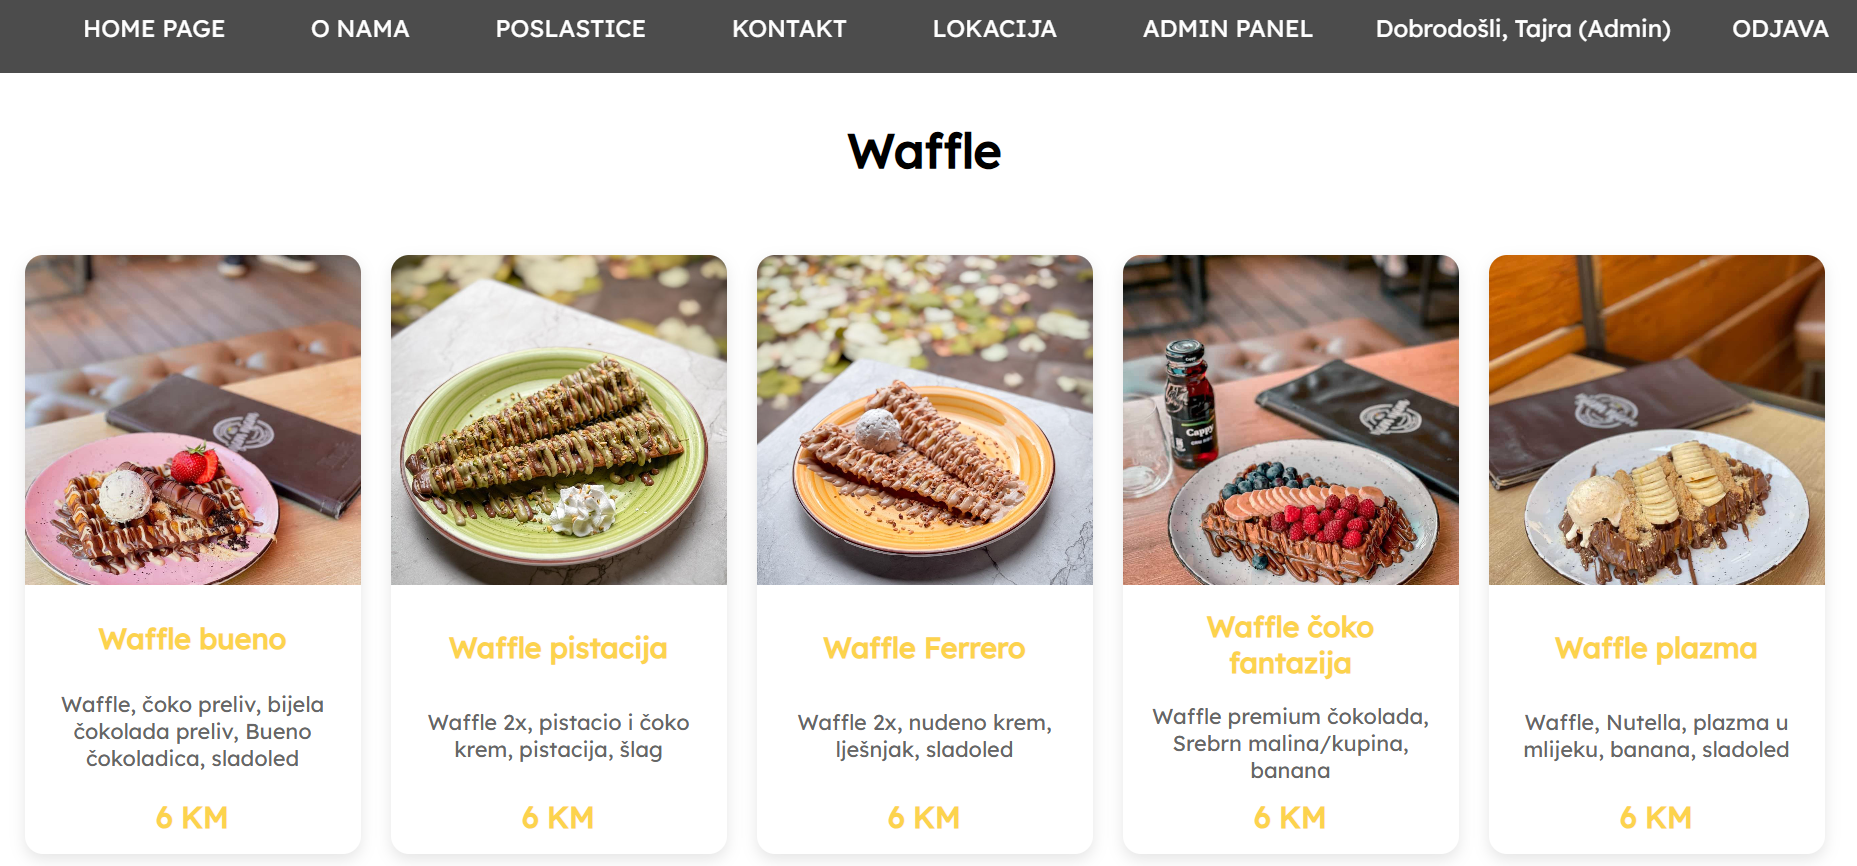 HOME PAGE O NAMA POSLASTICE KONTAKT LOKACIJA ADMIN PANEL Dobrodošli, Tajra (Admin) ODJAVA
Waffle
Cappy
Waffle bueno
Waffle, čoko preliv, bijela
čokolada preliv, Bueno
čokoladica, sladoled
6 KM
Waffle pistacija
Waffle 2x, pistacio i čoko
krem, pistacija, šlag
6 KM
Waffle Ferrero
Waffle 2x, nudeno krem,
lješnjak, sladoled
6 KM
Waffle čoko
fantazija
Waffle premium čokolada,
Srebrn malina/kupina,
banana
6 KM
Waffle plazma
Waffle, Nutella, plazma u
mlijeku, banana, sladoled
6 KM